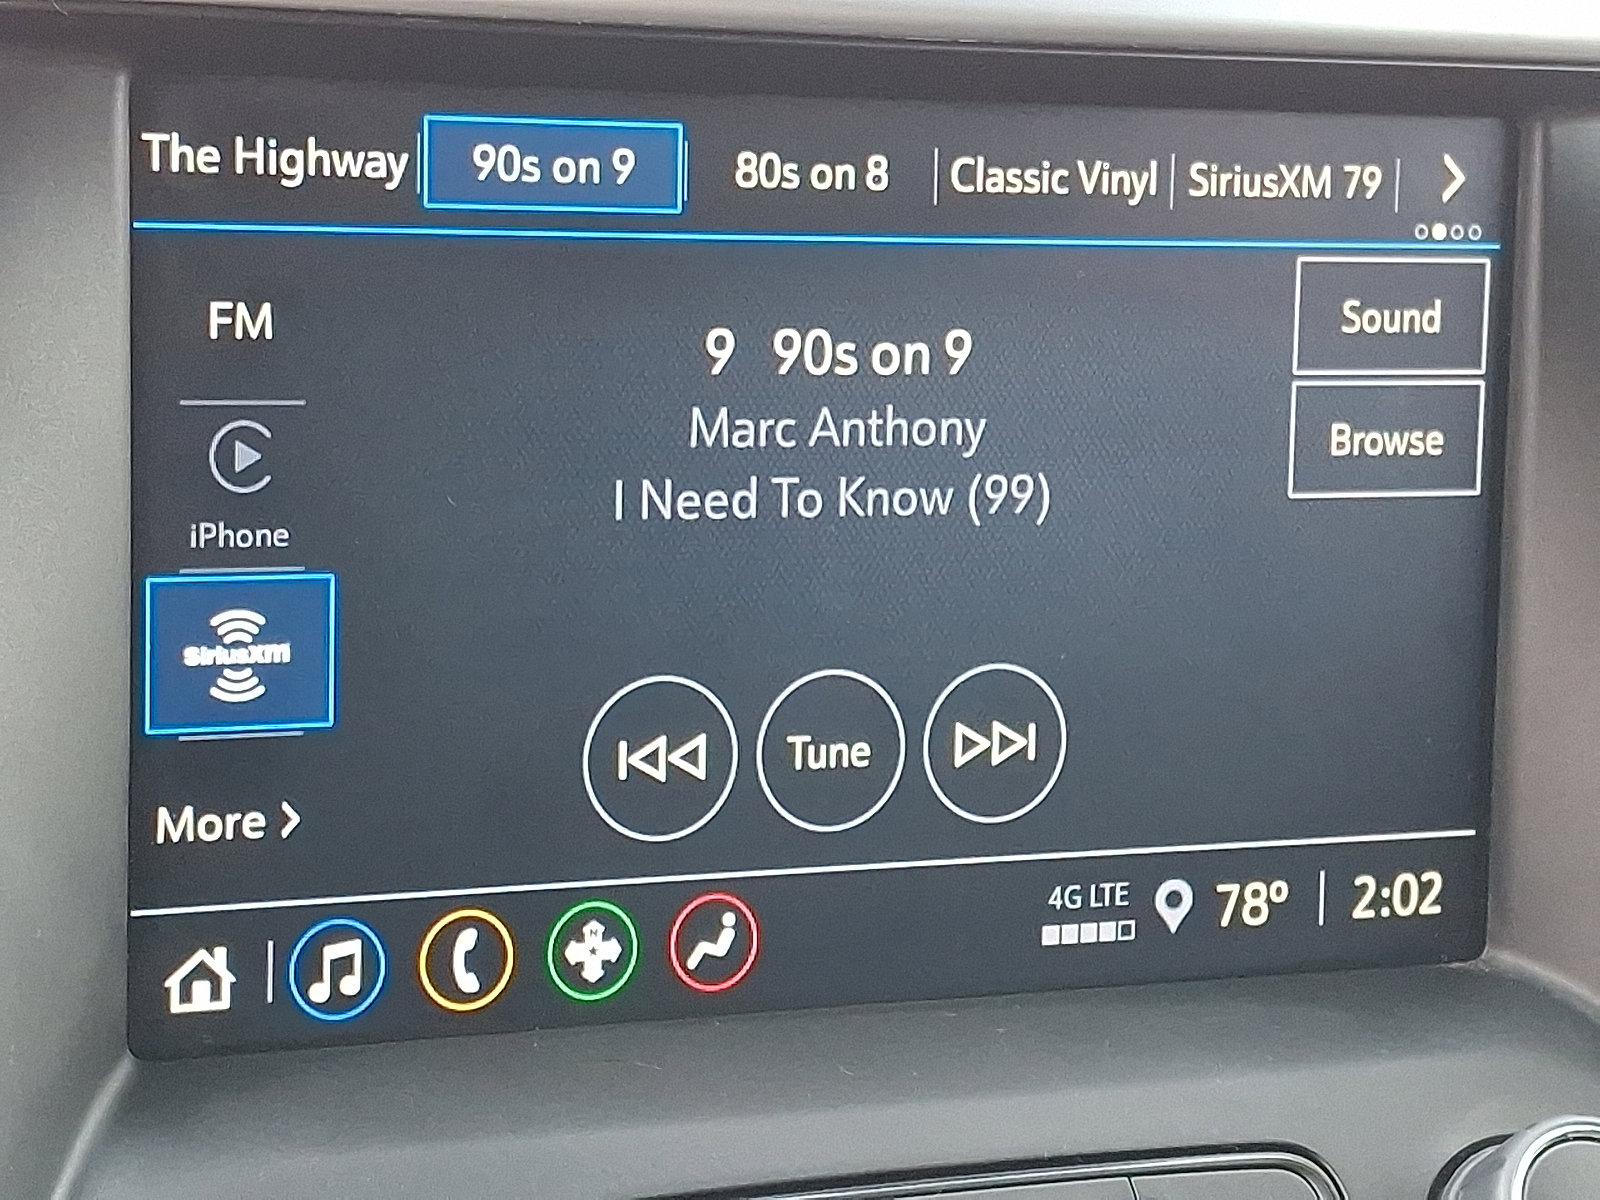 The Highway 90s on 9 80s on 8 Classic Vinyl SiriusXM 79
FM
Sound
9 90s on 9
Marc Anthony
Browse
I Need To Know (99)
iPhone
SiriusXM
Tune
More
4G LTE 78° 2:02
N